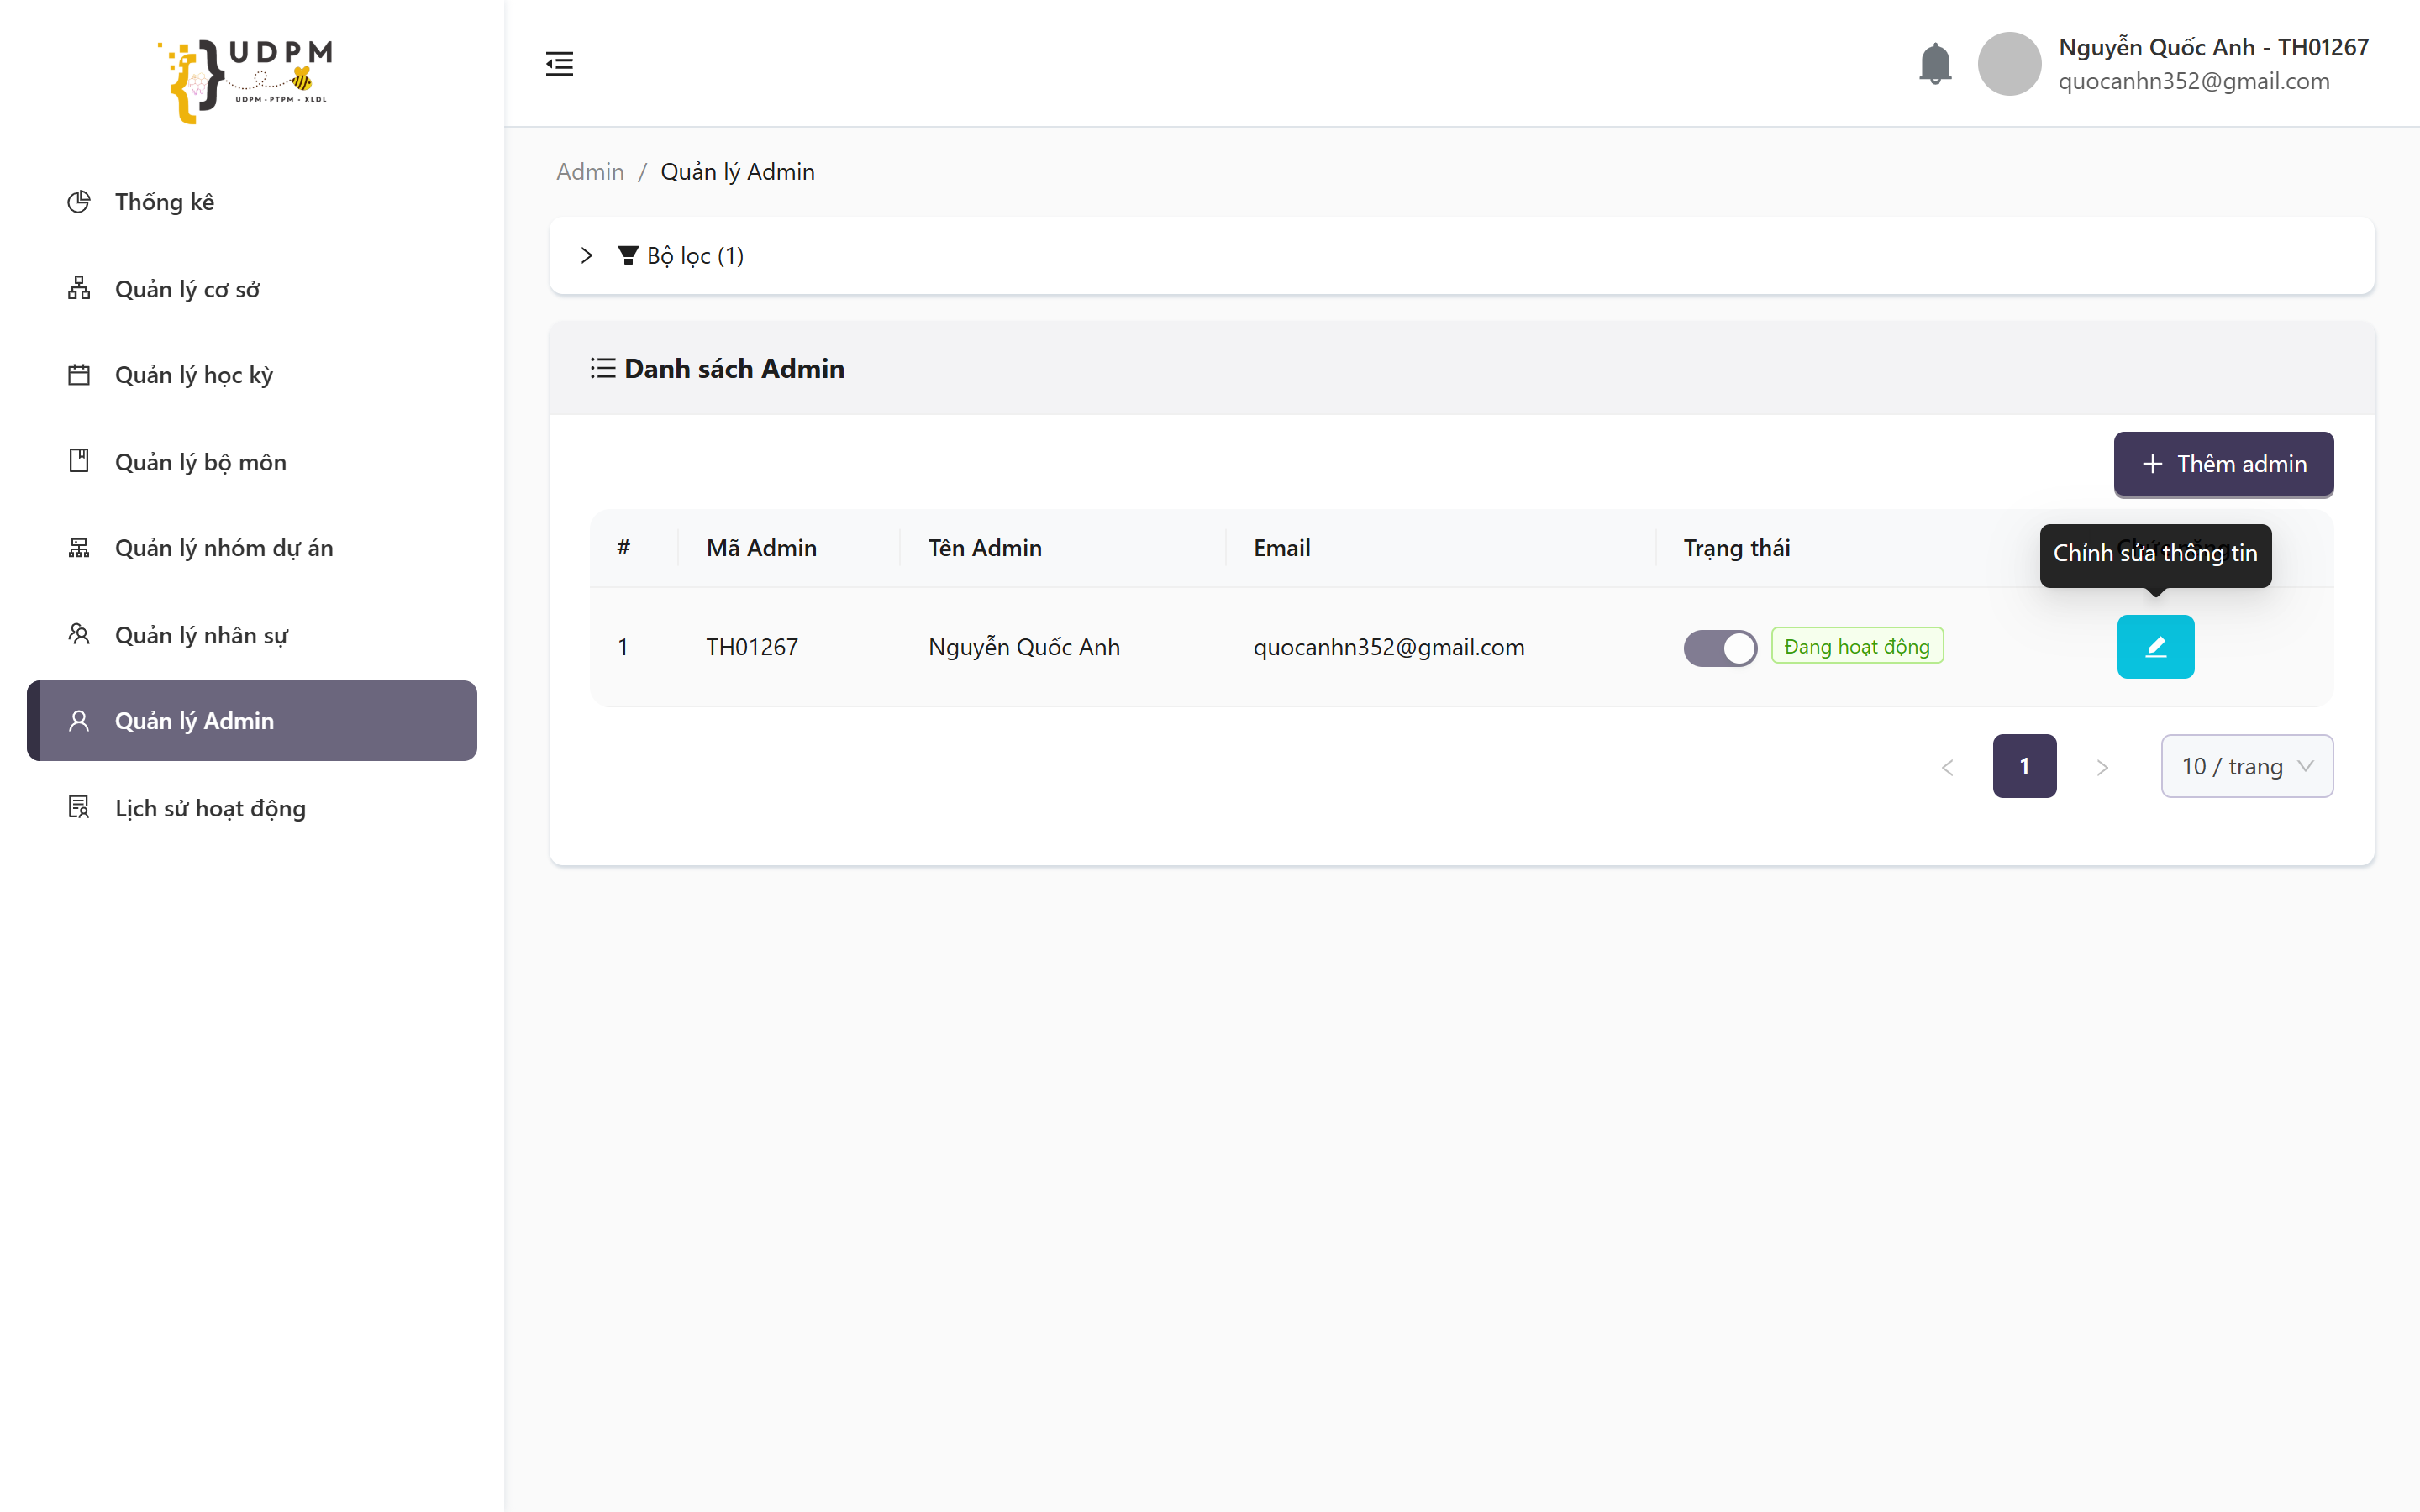 UDPM
UDPM - PTPM - XLDL
Thống kê
Quản lý cơ sở
Quản lý học kỳ
Quản lý bộ môn
Quản lý nhóm dự án
Quản lý nhân sự
Quản lý Admin
Lịch sử hoạt động
Nguyễn Quốc Anh - TH01267
quocanhn352@gmail.com
Admin / Quản lý Admin
Bộ lọc (1)
Danh sách Admin
+ Thêm admin
# Mã Admin Tên Admin Email Trạng thái
Chỉnh sửa thông tin
1 TH01267 Nguyễn Quốc Anh quocanhn352@gmail.com Đang hoạt động
< 1 > 10 / trang